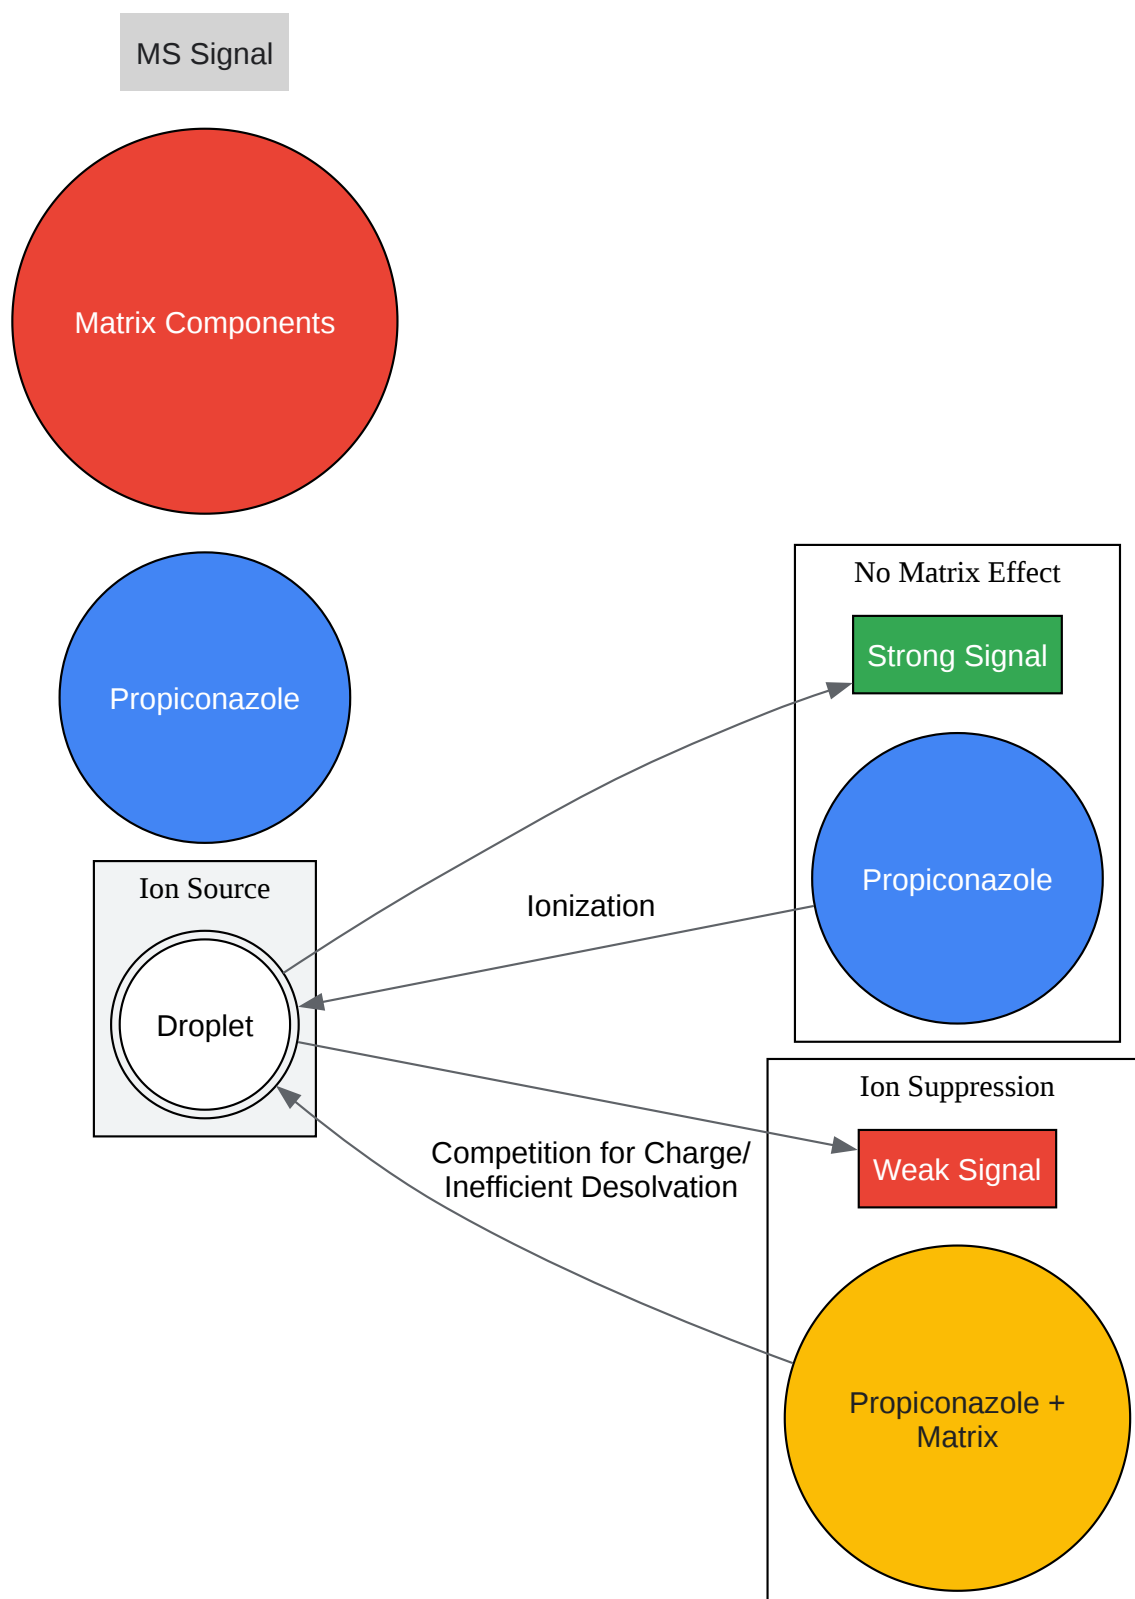 MS Signal
Matrix Components
Propiconazole
Ion Source
Droplet
Ionization
Competition for Charge/
Inefficient Desolvation
No Matrix Effect
Strong Signal
Propiconazole
Ion Suppression
Weak Signal
Propiconazole +
Matrix